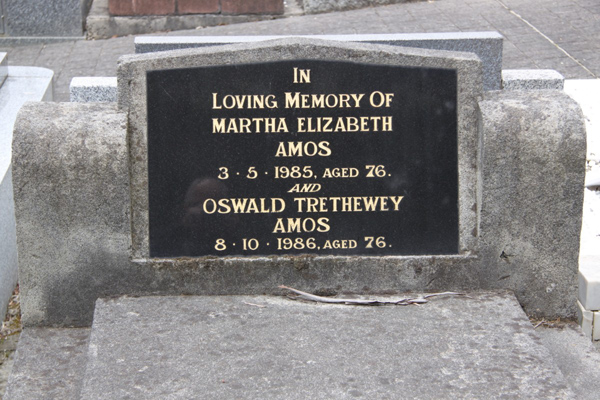 IN
LOVING MEMORY OF
MARTHA ELIZABETH
AMOS
3 · 5 · 1985, AGED 76.
AND
OSWALD TRETHEWEY
AMOS
8 · 10 · 1986, AGED 76.